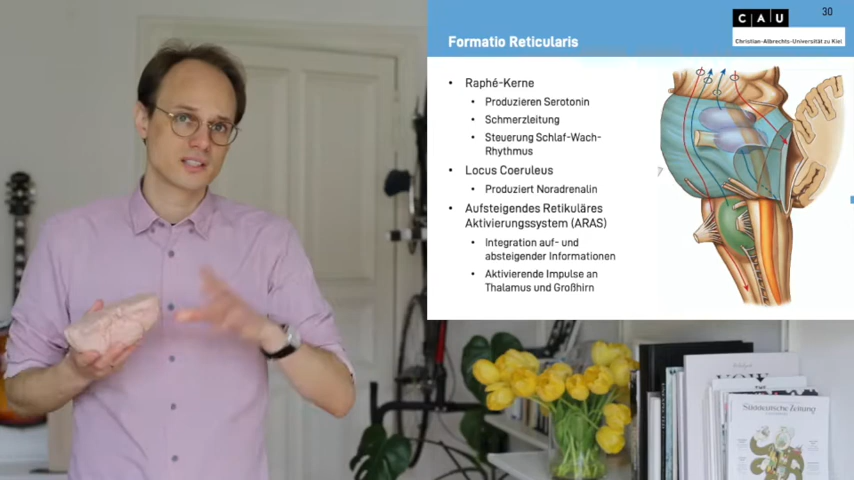 30
C A U
Christian-Albrechts-Universität zu Kiel
Formatio Reticularis
• Raphé-Kerne
• Produzieren Serotonin
• Schmerzleitung
• Steuerung Schlaf-Wach-
Rhythmus
• Locus Coeruleus
• Produziert Noradrenalin
• Aufsteigendes Retikuläres
Aktivierungssystem (ARAS)
• Integration auf- und
absteigender Informationen
• Aktivierende Impulse an
Thalamus und Großhirn
Süddeutsche Zeitung